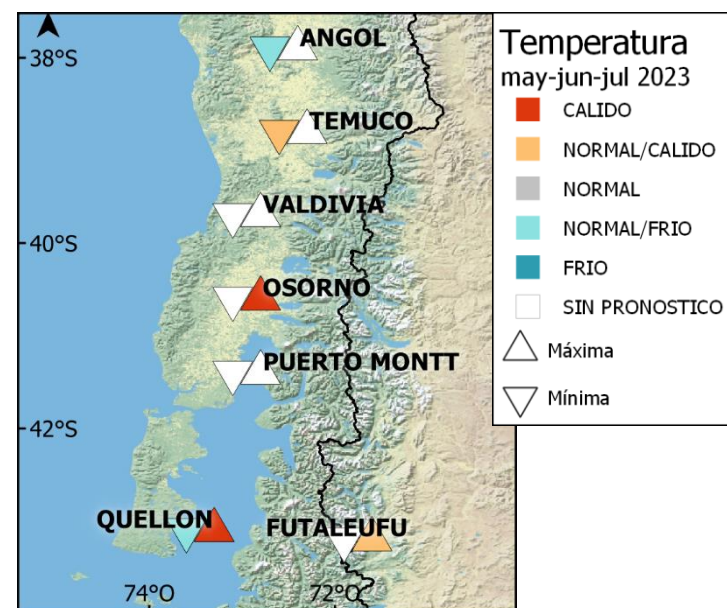 ANGOL
38°S
TEMUCO
VALDIVIA
40°S
OSORNO
PUERTO MONTT
42°S
QUELLON
FUTALEUFU
74°O
72°O
Temperatura
may-jun-jul 2023
CALIDO
NORMAL/CALIDO
NORMAL
NORMAL/FRIO
FRIO
SIN PRONOSTICO
Máxima
Mínima